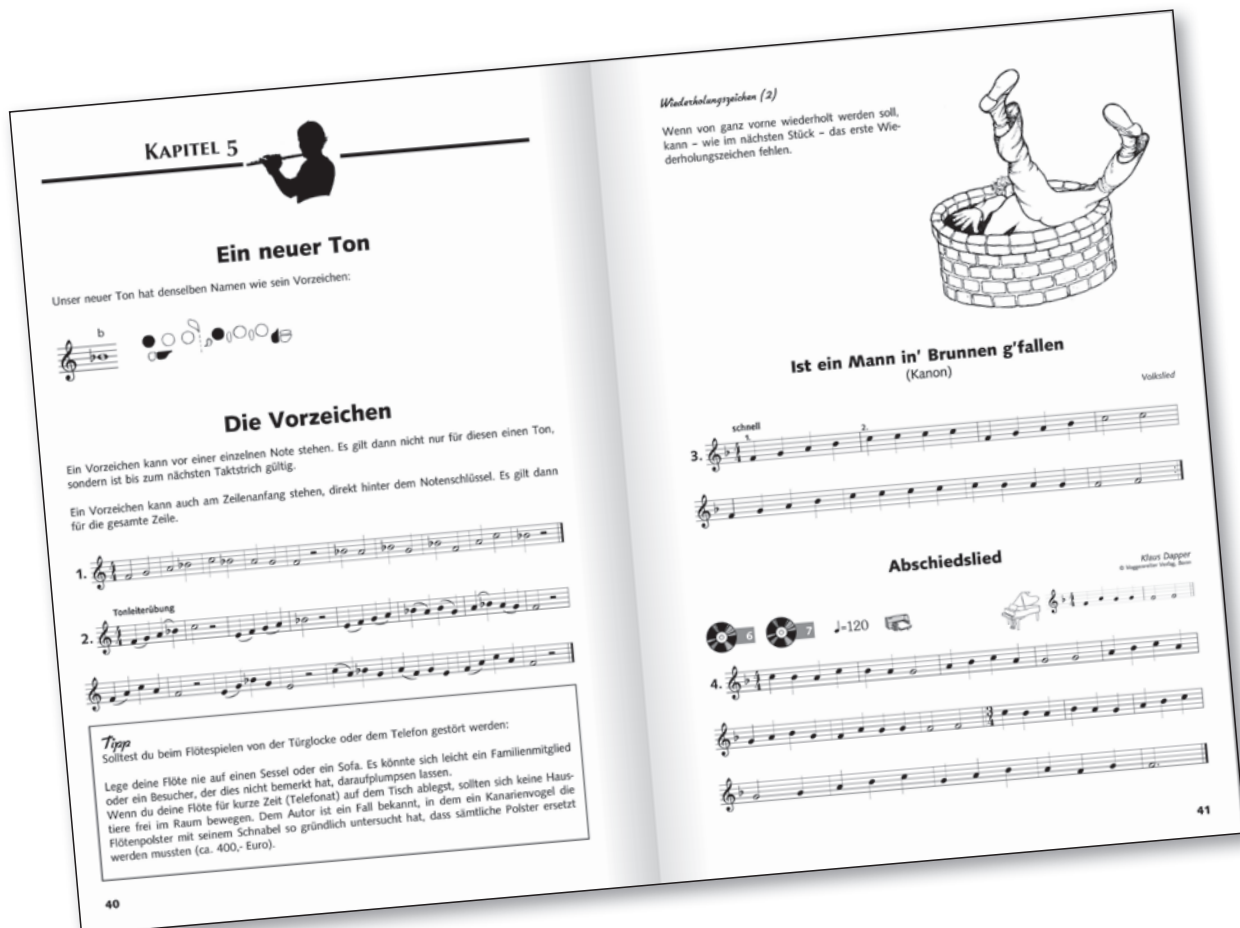 KAPITEL 5
Ein neuer Ton
Unser neuer Ton hat denselben Namen wie sein Vorzeichen:
b
Die Vorzeichen
Ein Vorzeichen kann vor einer einzelnen Note stehen. Es gilt dann nicht nur für diesen einen Ton,
sondern ist bis zum nächsten Taktstrich gültig.
Ein Vorzeichen kann auch am Zeilenanfang stehen, direkt hinter dem Notenschlüssel. Es gilt dann
für die gesamte Zeile.
1.
Tonleiterübung
2.
Tipp
Solltest du beim Flötespielen von der Türglocke oder dem Telefon gestört werden:
Lege deine Flöte nie auf einen Sessel oder ein Sofa. Es könnte sich leicht ein Familienmitglied
oder ein Besucher, der dies nicht bemerkt hat, daraufplumpsen lassen.
Wenn du deine Flöte für kurze Zeit (Telefonat) auf dem Tisch ablegst, sollten sich keine Haus-
tiere frei im Raum bewegen. Dem Autor ist ein Fall bekannt, in dem ein Kanarienvogel die
Flötenpolster mit seinem Schnabel so gründlich untersucht hat, dass sämtliche Polster ersetzt
werden mussten (ca. 400,- Euro).
40
Wiederholungszeichen (2)
Wenn von ganz vorne wiederholt werden soll,
kann – wie im nächsten Stück – das erste Wie-
derholungszeichen fehlen.
Ist ein Mann in' Brunnen g'fallen
(Kanon)
Volkslied
schnell
1.
2.
3.
Abschiedslied
Klaus Dapper
© Voggenreiter Verlag, Bonn
6
7
♩=120
4.
3
4
41